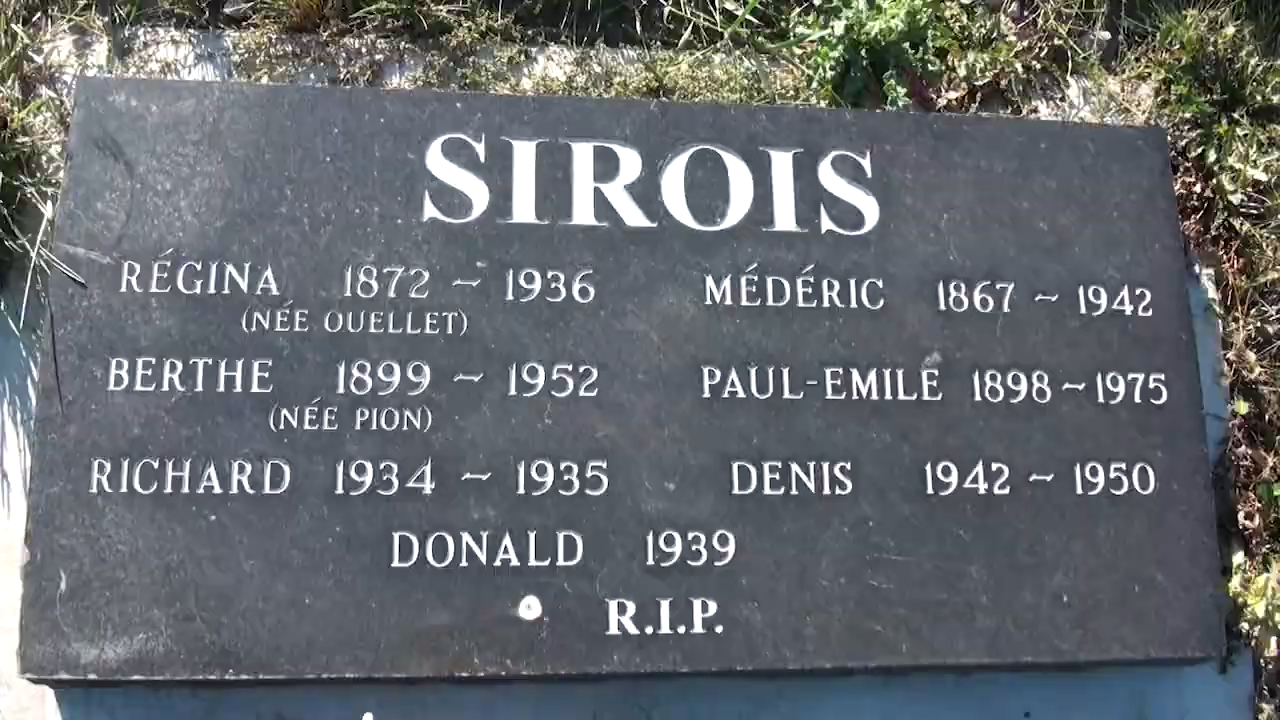 SIROIS
RÉGINA 1872 ~ 1936 MÉDÉRIC 1867 ~ 1942
(NÉE OUELLET)
BERTHE 1899 ~ 1952 PAUL-EMILE 1898 ~ 1975
(NÉE PION)
RICHARD 1934 ~ 1935 DENIS 1942 ~ 1950
DONALD 1939
R.I.P.